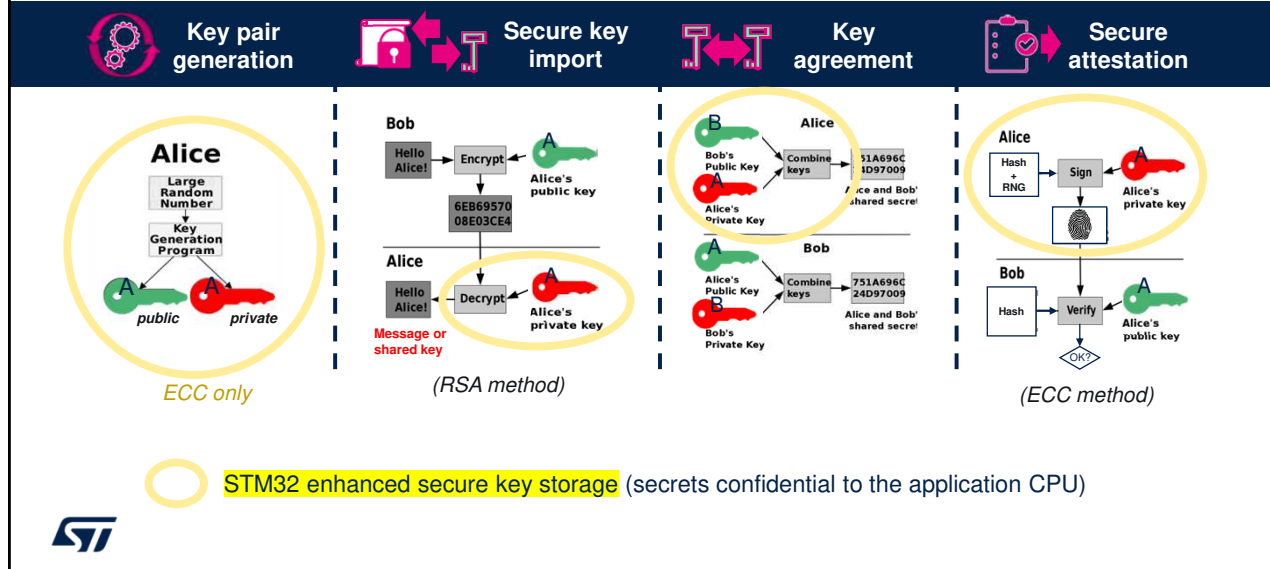 Key pair
generation
Secure key
import
Key
agreement
Secure
attestation
Alice
Large
Random
Number
Key
Generation
Program
A
A
public
private
ECC only
Bob
Hello
Alice!
Encrypt
A
Alice's
public key
6EB69570
08E03CE4
Alice
Hello
Alice!
Decrypt
A
Alice's
private key
Message or
shared key
(RSA method)
Alice
B
Bob's
Public Key
A
Alice's
Private Key
Combine
keys
751A696C
24D97009
Alice and Bob'
shared secret
Bob
A
Alice's
Public Key
B
Bob's
Private Key
Combine
keys
751A696C
24D97009
Alice and Bob'
shared secret
Alice
Hash
+
RNG
Sign
A
Alice's
private key
Bob
Hash
Verify
A
Alice's
public key
OK?
(ECC method)
STM32 enhanced secure key storage (secrets confidential to the application CPU)
ST